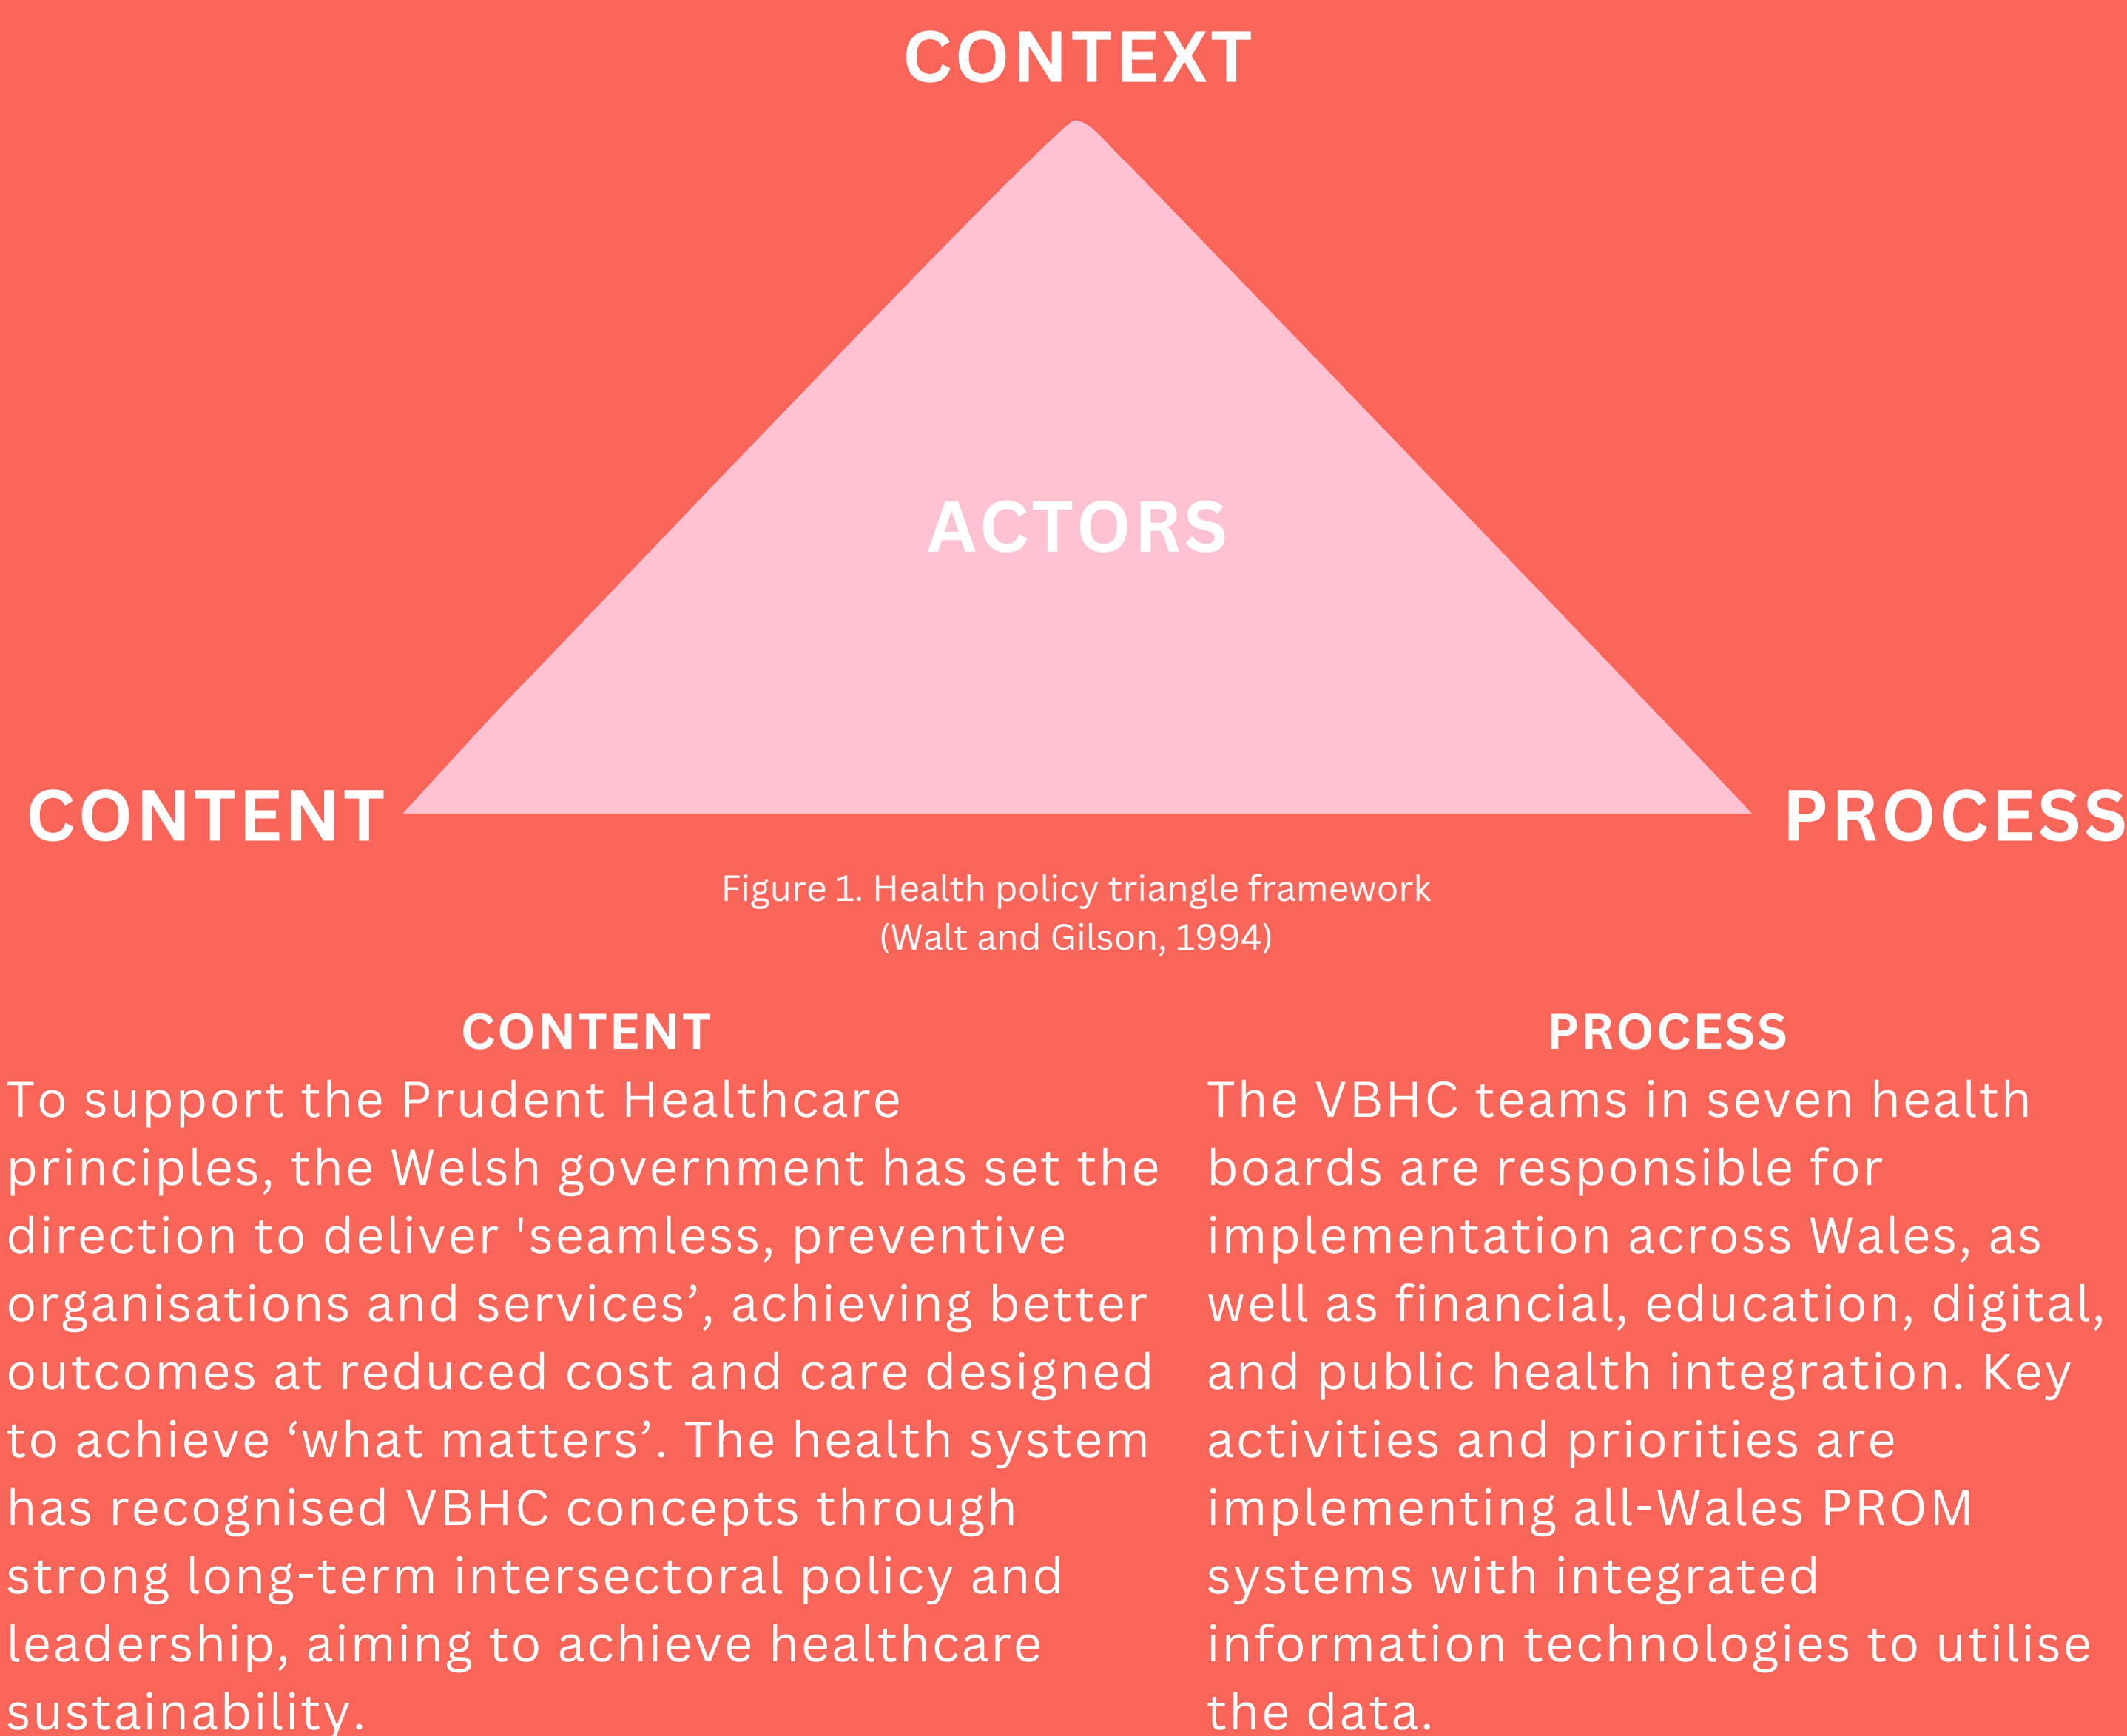 CONTEXT
ACTORS
CONTENT
PROCESS
Figure 1. Health policy triangle framework
(Walt and Gilson, 1994)
CONTENT
To support the Prudent Healthcare
principles, the Welsh government has set the
direction to deliver 'seamless, preventive
organisations and services’, achieving better
outcomes at reduced cost and care designed
to achieve ‘what matters’. The health system
has recognised VBHC concepts through
strong long-term intersectoral policy and
leadership, aiming to achieve healthcare
sustainability.
PROCESS
The VBHC teams in seven health
boards are responsible for
implementation across Wales, as
well as financial, education, digital,
and public health integration. Key
activities and priorities are
implementing all-Wales PROM
systems with integrated
information technologies to utilise
the data.